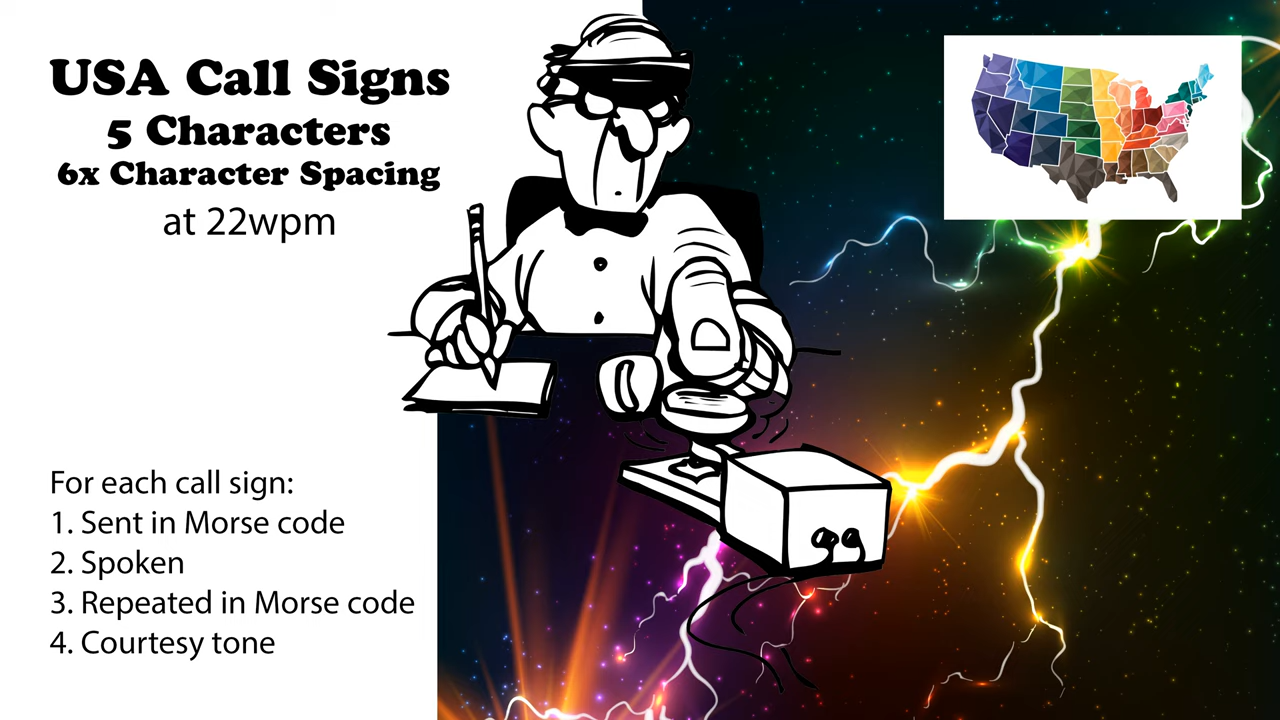 USA Call Signs
5 Characters
6x Character Spacing
at 22wpm
For each call sign:
1. Sent in Morse code
2. Spoken
3. Repeated in Morse code
4. Courtesy tone